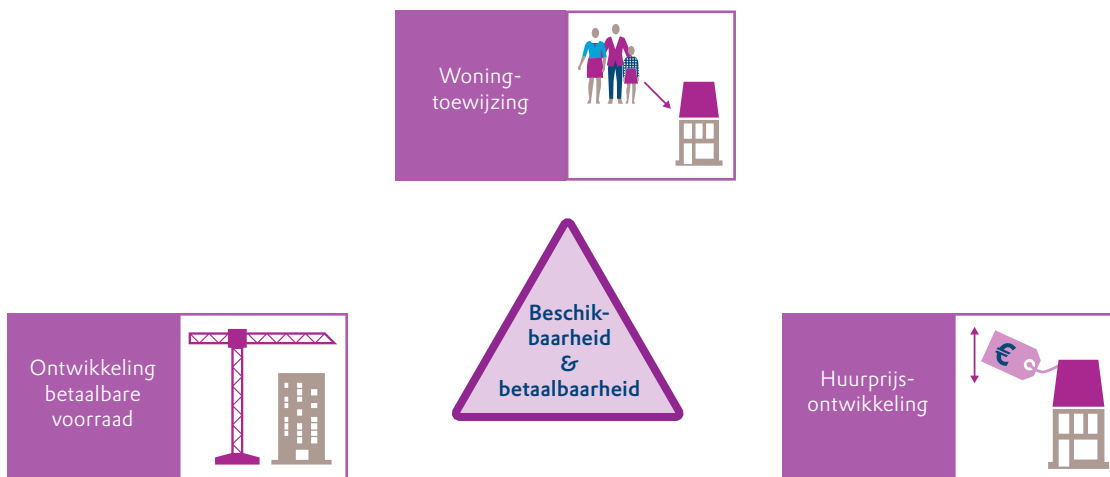 Woning-
toewijzing
Beschik-
baarheid
&
betaalbaarheid
Ontwikkeling
betaalbare
voorraad
€
Huurprijs-
ontwikkeling